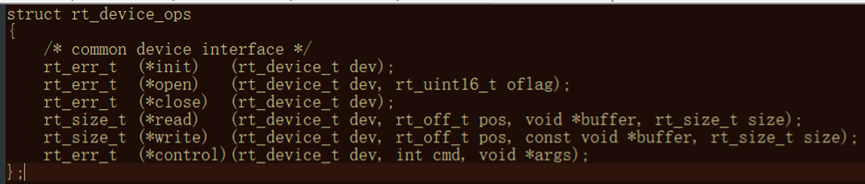 struct rt_device_ops
{
    /* common device interface */
    rt_err_t  (*init)   (rt_device_t dev);
    rt_err_t  (*open)   (rt_device_t dev, rt_uint16_t oflag);
    rt_err_t  (*close)  (rt_device_t dev);
    rt_size_t (*read)   (rt_device_t dev, rt_off_t pos, void *buffer, rt_size_t size);
    rt_size_t (*write)  (rt_device_t dev, rt_off_t pos, const void *buffer, rt_size_t size);
    rt_err_t  (*control)(rt_device_t dev, int cmd, void *args);
};